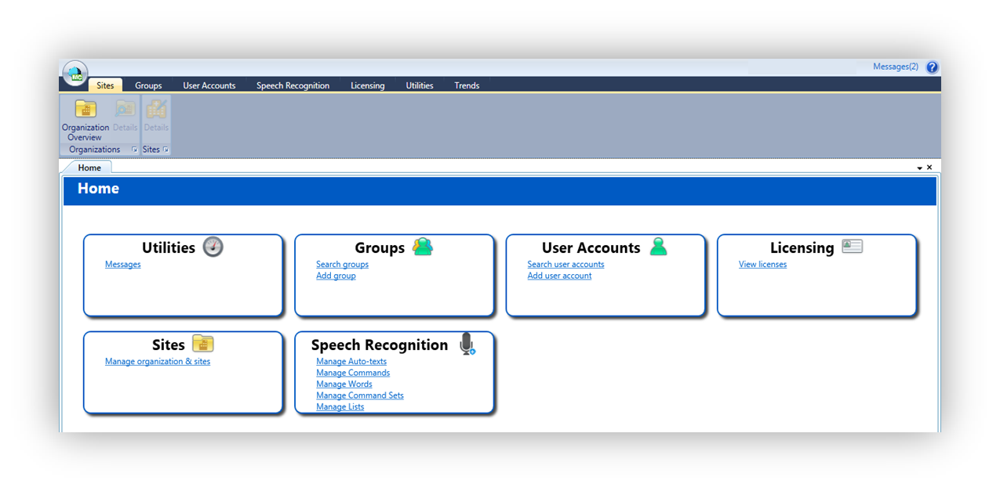 Messages(2) ?
MC
Sites Groups User Accounts Speech Recognition Licensing Utilities Trends
Organization Details Details
Overview
Organizations Sites
Home
Home
Utilities Groups User Accounts Licensing
Messages Search groups Search user accounts View licenses
Add group Add user account
Sites Speech Recognition
Manage organization & sites Manage Auto-texts
Manage Commands
Manage Words
Manage Command Sets
Manage Lists